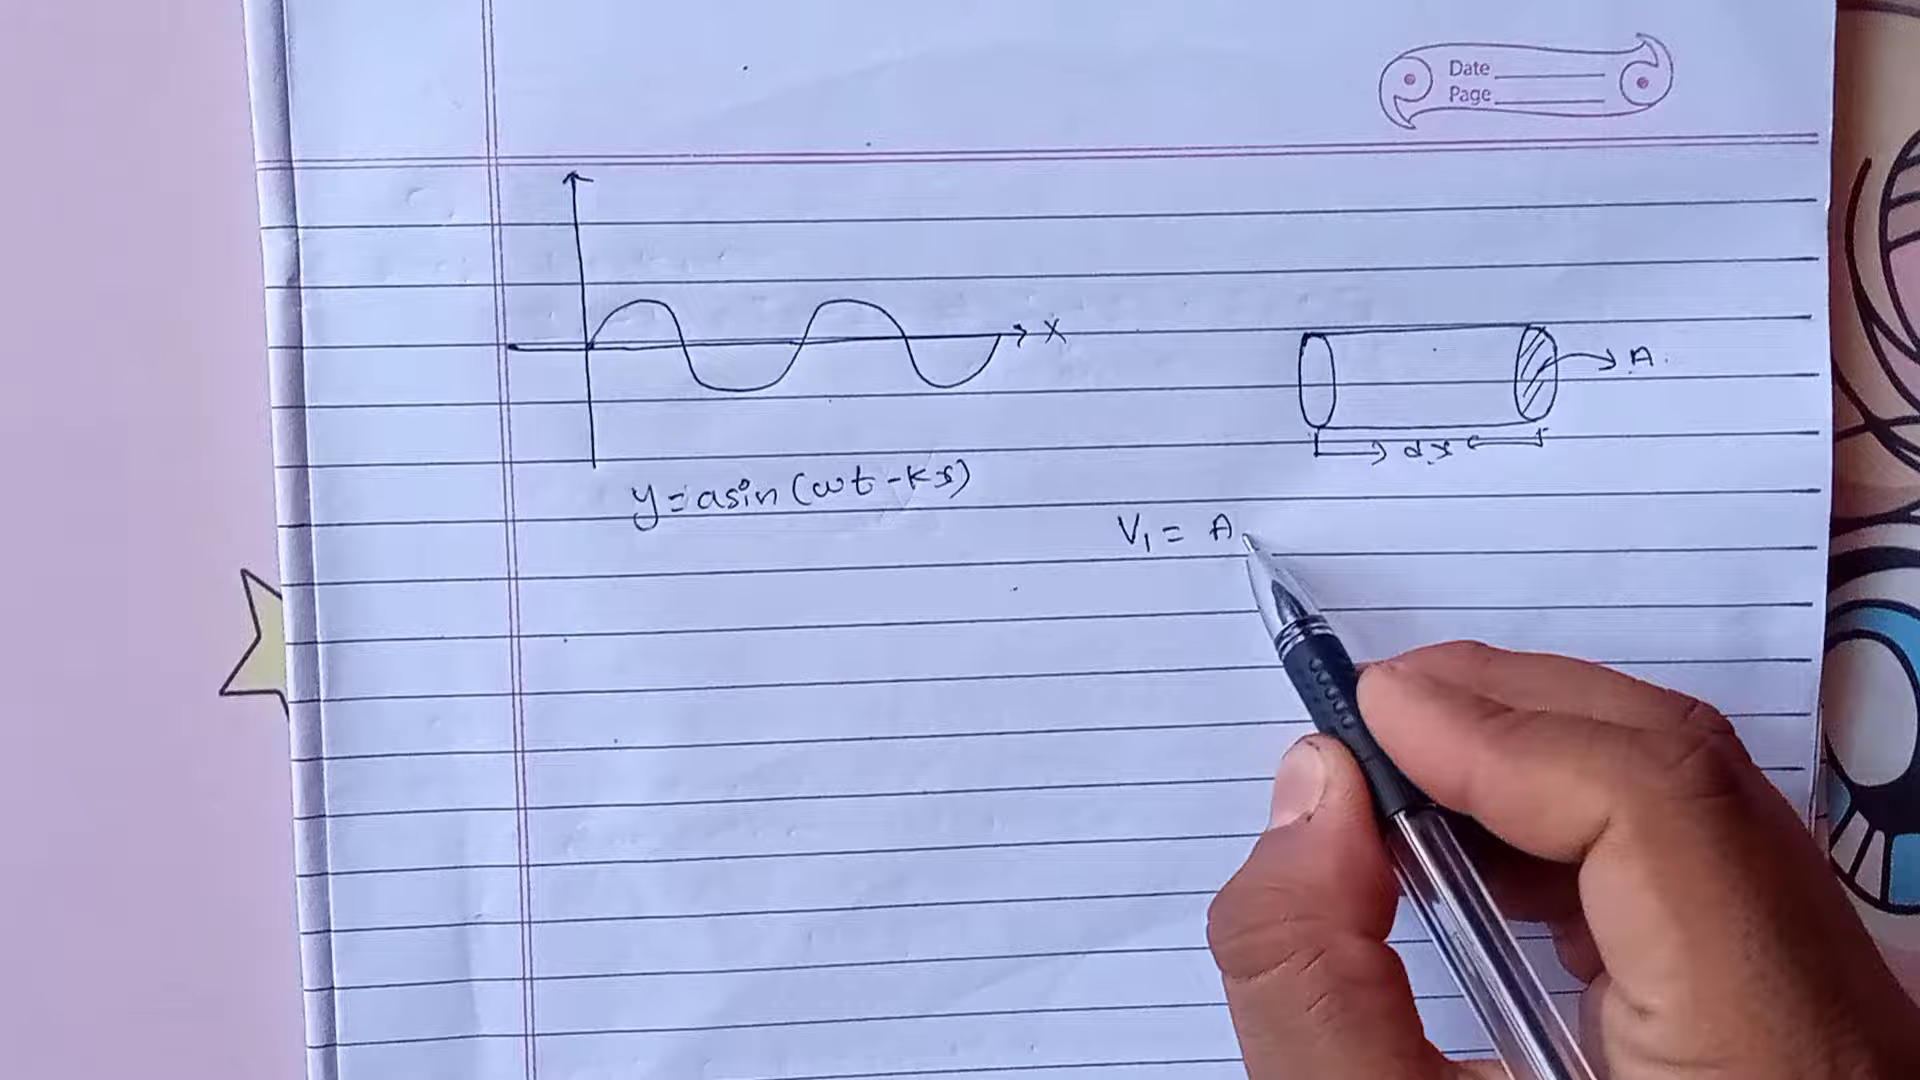 Date
Page
X
A.
dx
y = a sin (ωt - kx)
V₁ = A